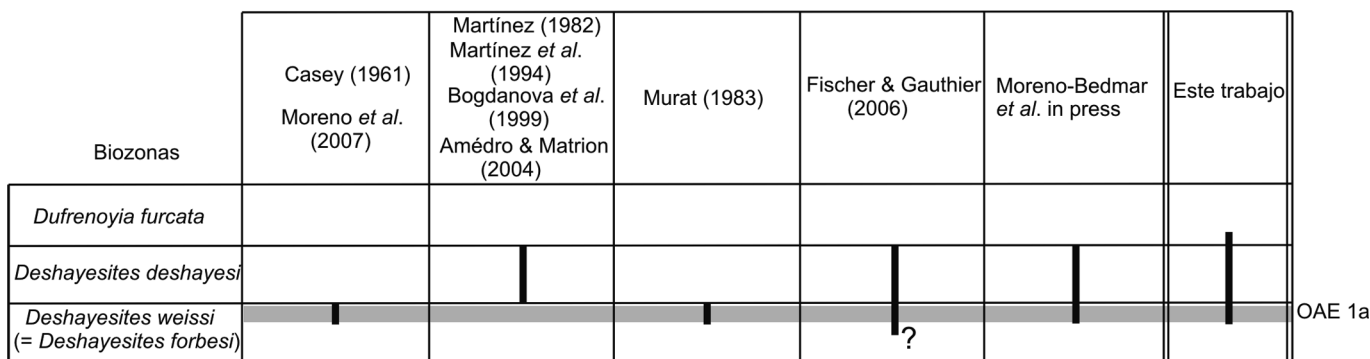 Biozonas
Casey (1961)
Moreno et al.
(2007)
Martínez (1982)
Martínez et al.
(1994)
Bogdanova et al.
(1999)
Amédro & Matrion
(2004)
Murat (1983)
Fischer & Gauthier
(2006)
Moreno-Bedmar
et al. in press
Este trabajo
Dufrenoyia furcata
Deshayesites deshayesi
Deshayesites weissi
(= Deshayesites forbesi)
?
OAE 1a